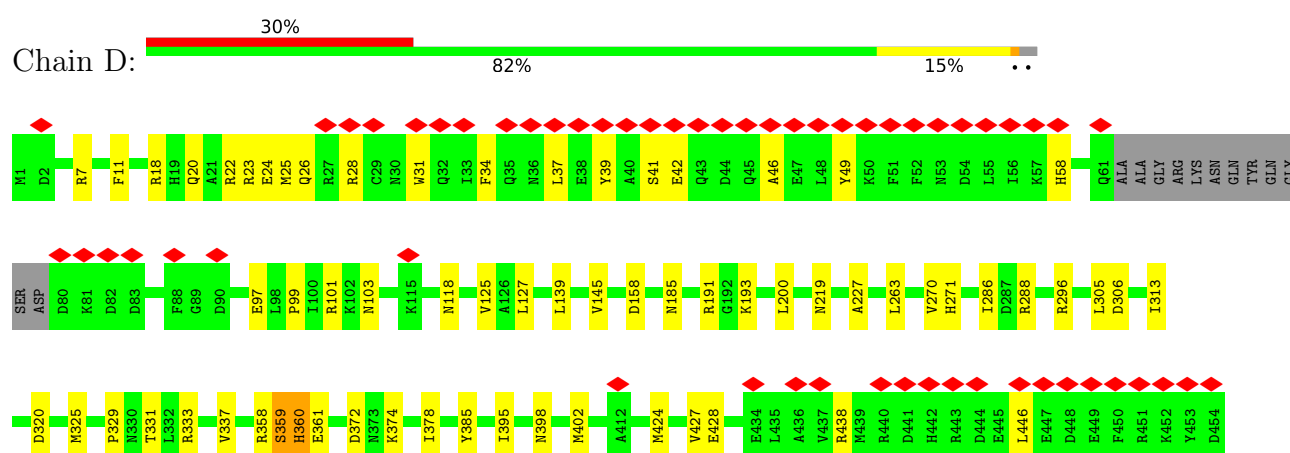 30%
Chain D:
82%
15%
• •
M1 D2 R7 F11 R18 H19 Q20 A21 R22 R23 E24 M25 Q26 R27 R28 C29 N30 W31 Q32 I33 F34 Q35 N36 L37 E38 Y39 A40 S41 E42 Q43 D44 Q45 A46 E47 L48 Y49 K50 F51 F52 N53 D54 L55 I56 K57 H58 Q61 ALA ALA GLY ARG LYS ASN GLN TYR GLN GLY
SER ASP D80 K81 D82 D83 F88 G89 D90 E97 L98 P99 I100 R101 K102 N103 K115 N118 V125 A126 L127 L139 V145 D158 N185 R191 G192 K193 L200 N219 A227 L263 V270 H271 I286 D287 R288 R296 L305 D306 I313
D320 M325 P329 N330 T331 L332 R333 V337 R358 S359 H360 E361 D372 N373 K374 I378 Y385 I395 N398 M402 A412 M424 V427 E428 E434 L435 A436 V437 R438 M439 R440 D441 H442 R443 D444 E445 L446 E447 D448 E449 F450 R451 K452 Y453 D454